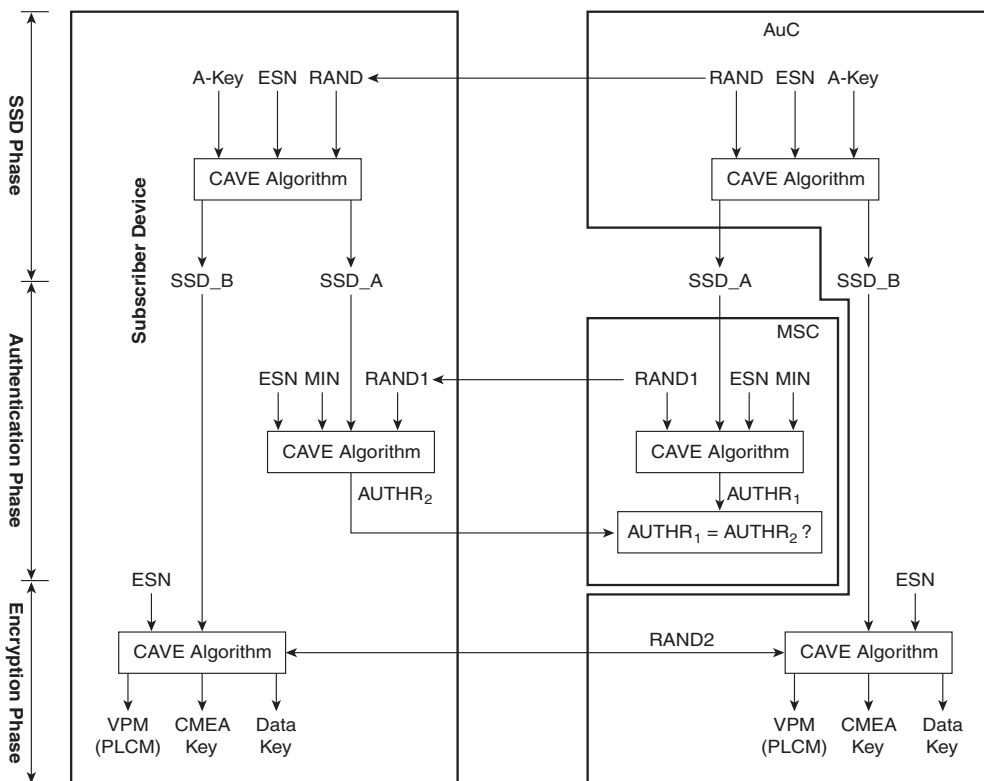 AuC
SSD Phase
A-Key ESN RAND
RAND ESN A-Key
CAVE Algorithm
CAVE Algorithm
Subscriber Device
SSD_B
SSD_A
SSD_A
SSD_B
Authentication Phase
MSC
ESN MIN RAND1
RAND1 ESN MIN
CAVE Algorithm
CAVE Algorithm
AUTHR2
AUTHR1
AUTHR1 = AUTHR2 ?
Encryption Phase
ESN
ESN
CAVE Algorithm
RAND2
CAVE Algorithm
VPM
(PLCM)
CMEA
Key
Data
Key
VPM
(PLCM)
CMEA
Key
Data
Key